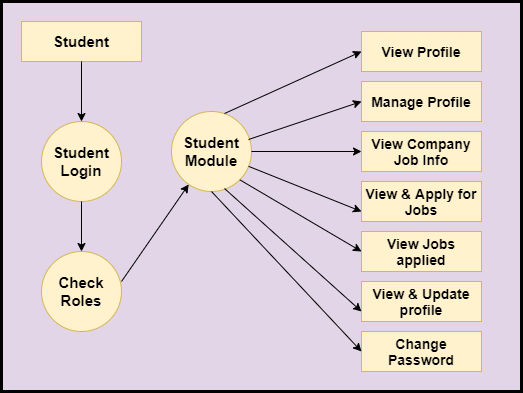 Student
Student
Login
Check
Roles
Student
Module
View Profile
Manage Profile
View Company
Job Info
View & Apply for
Jobs
View Jobs
applied
View & Update
profile
Change
Password